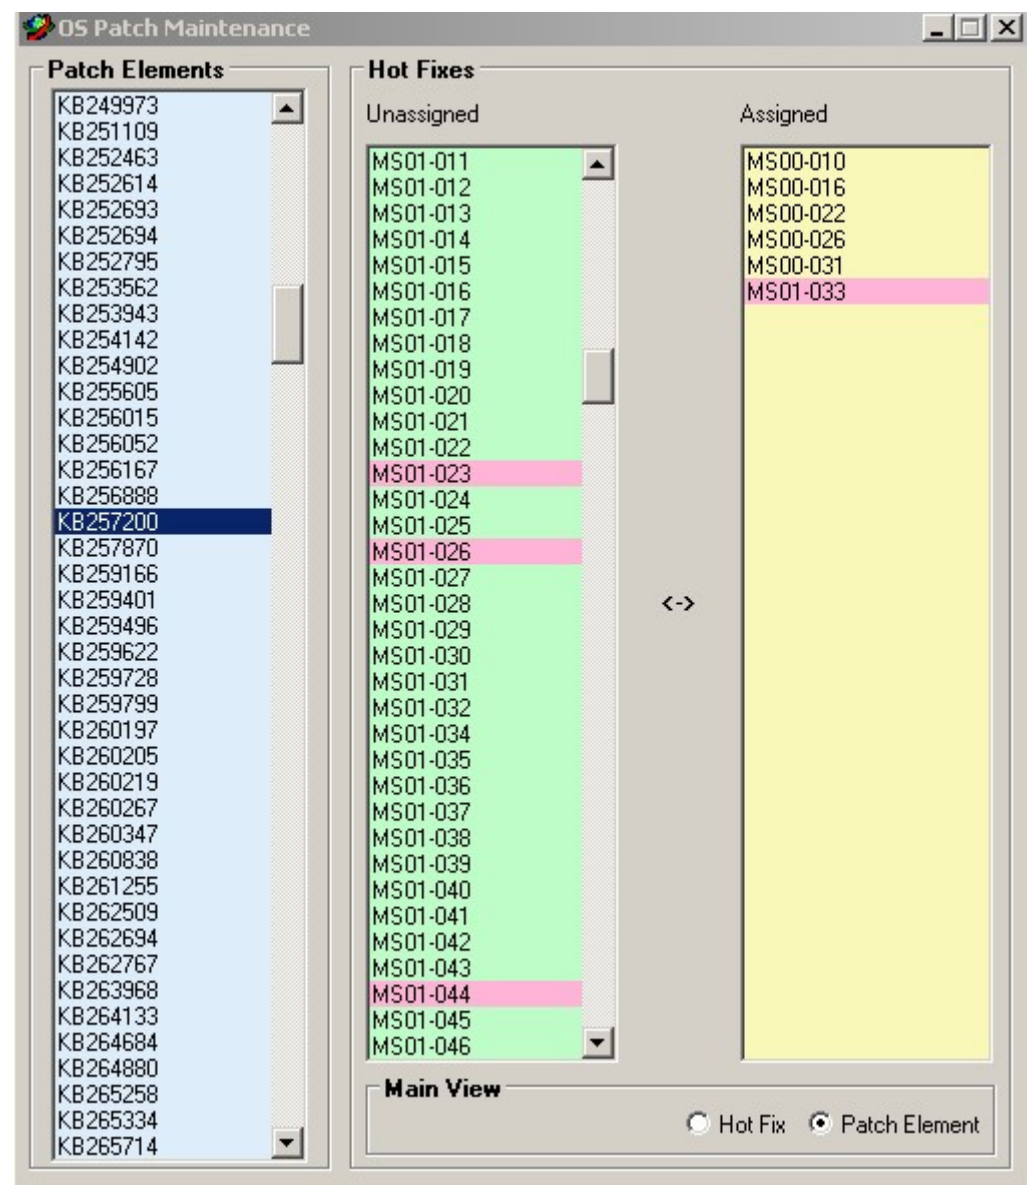 OS Patch Maintenance
Patch Elements
KB249973
KB251109
KB252463
KB252614
KB252693
KB252694
KB252795
KB253562
KB253943
KB254142
KB254902
KB255605
KB256015
KB256052
KB256167
KB256888
KB257200
KB257870
KB259166
KB259401
KB259496
KB259622
KB259728
KB259799
KB260197
KB260205
KB260219
KB260267
KB260347
KB260838
KB261255
KB262509
KB262694
KB262767
KB263968
KB264133
KB264684
KB264880
KB265258
KB265334
KB265714
Hot Fixes
Unassigned
MS01-011
MS01-012
MS01-013
MS01-014
MS01-015
MS01-016
MS01-017
MS01-018
MS01-019
MS01-020
MS01-021
MS01-022
MS01-023
MS01-024
MS01-025
MS01-026
MS01-027
MS01-028
MS01-029
MS01-030
MS01-031
MS01-032
MS01-034
MS01-035
MS01-036
MS01-037
MS01-038
MS01-039
MS01-040
MS01-041
MS01-042
MS01-043
MS01-044
MS01-045
MS01-046
<->
Assigned
MS00-010
MS00-016
MS00-022
MS00-026
MS00-031
MS01-033
Main View
Hot Fix
Patch Element